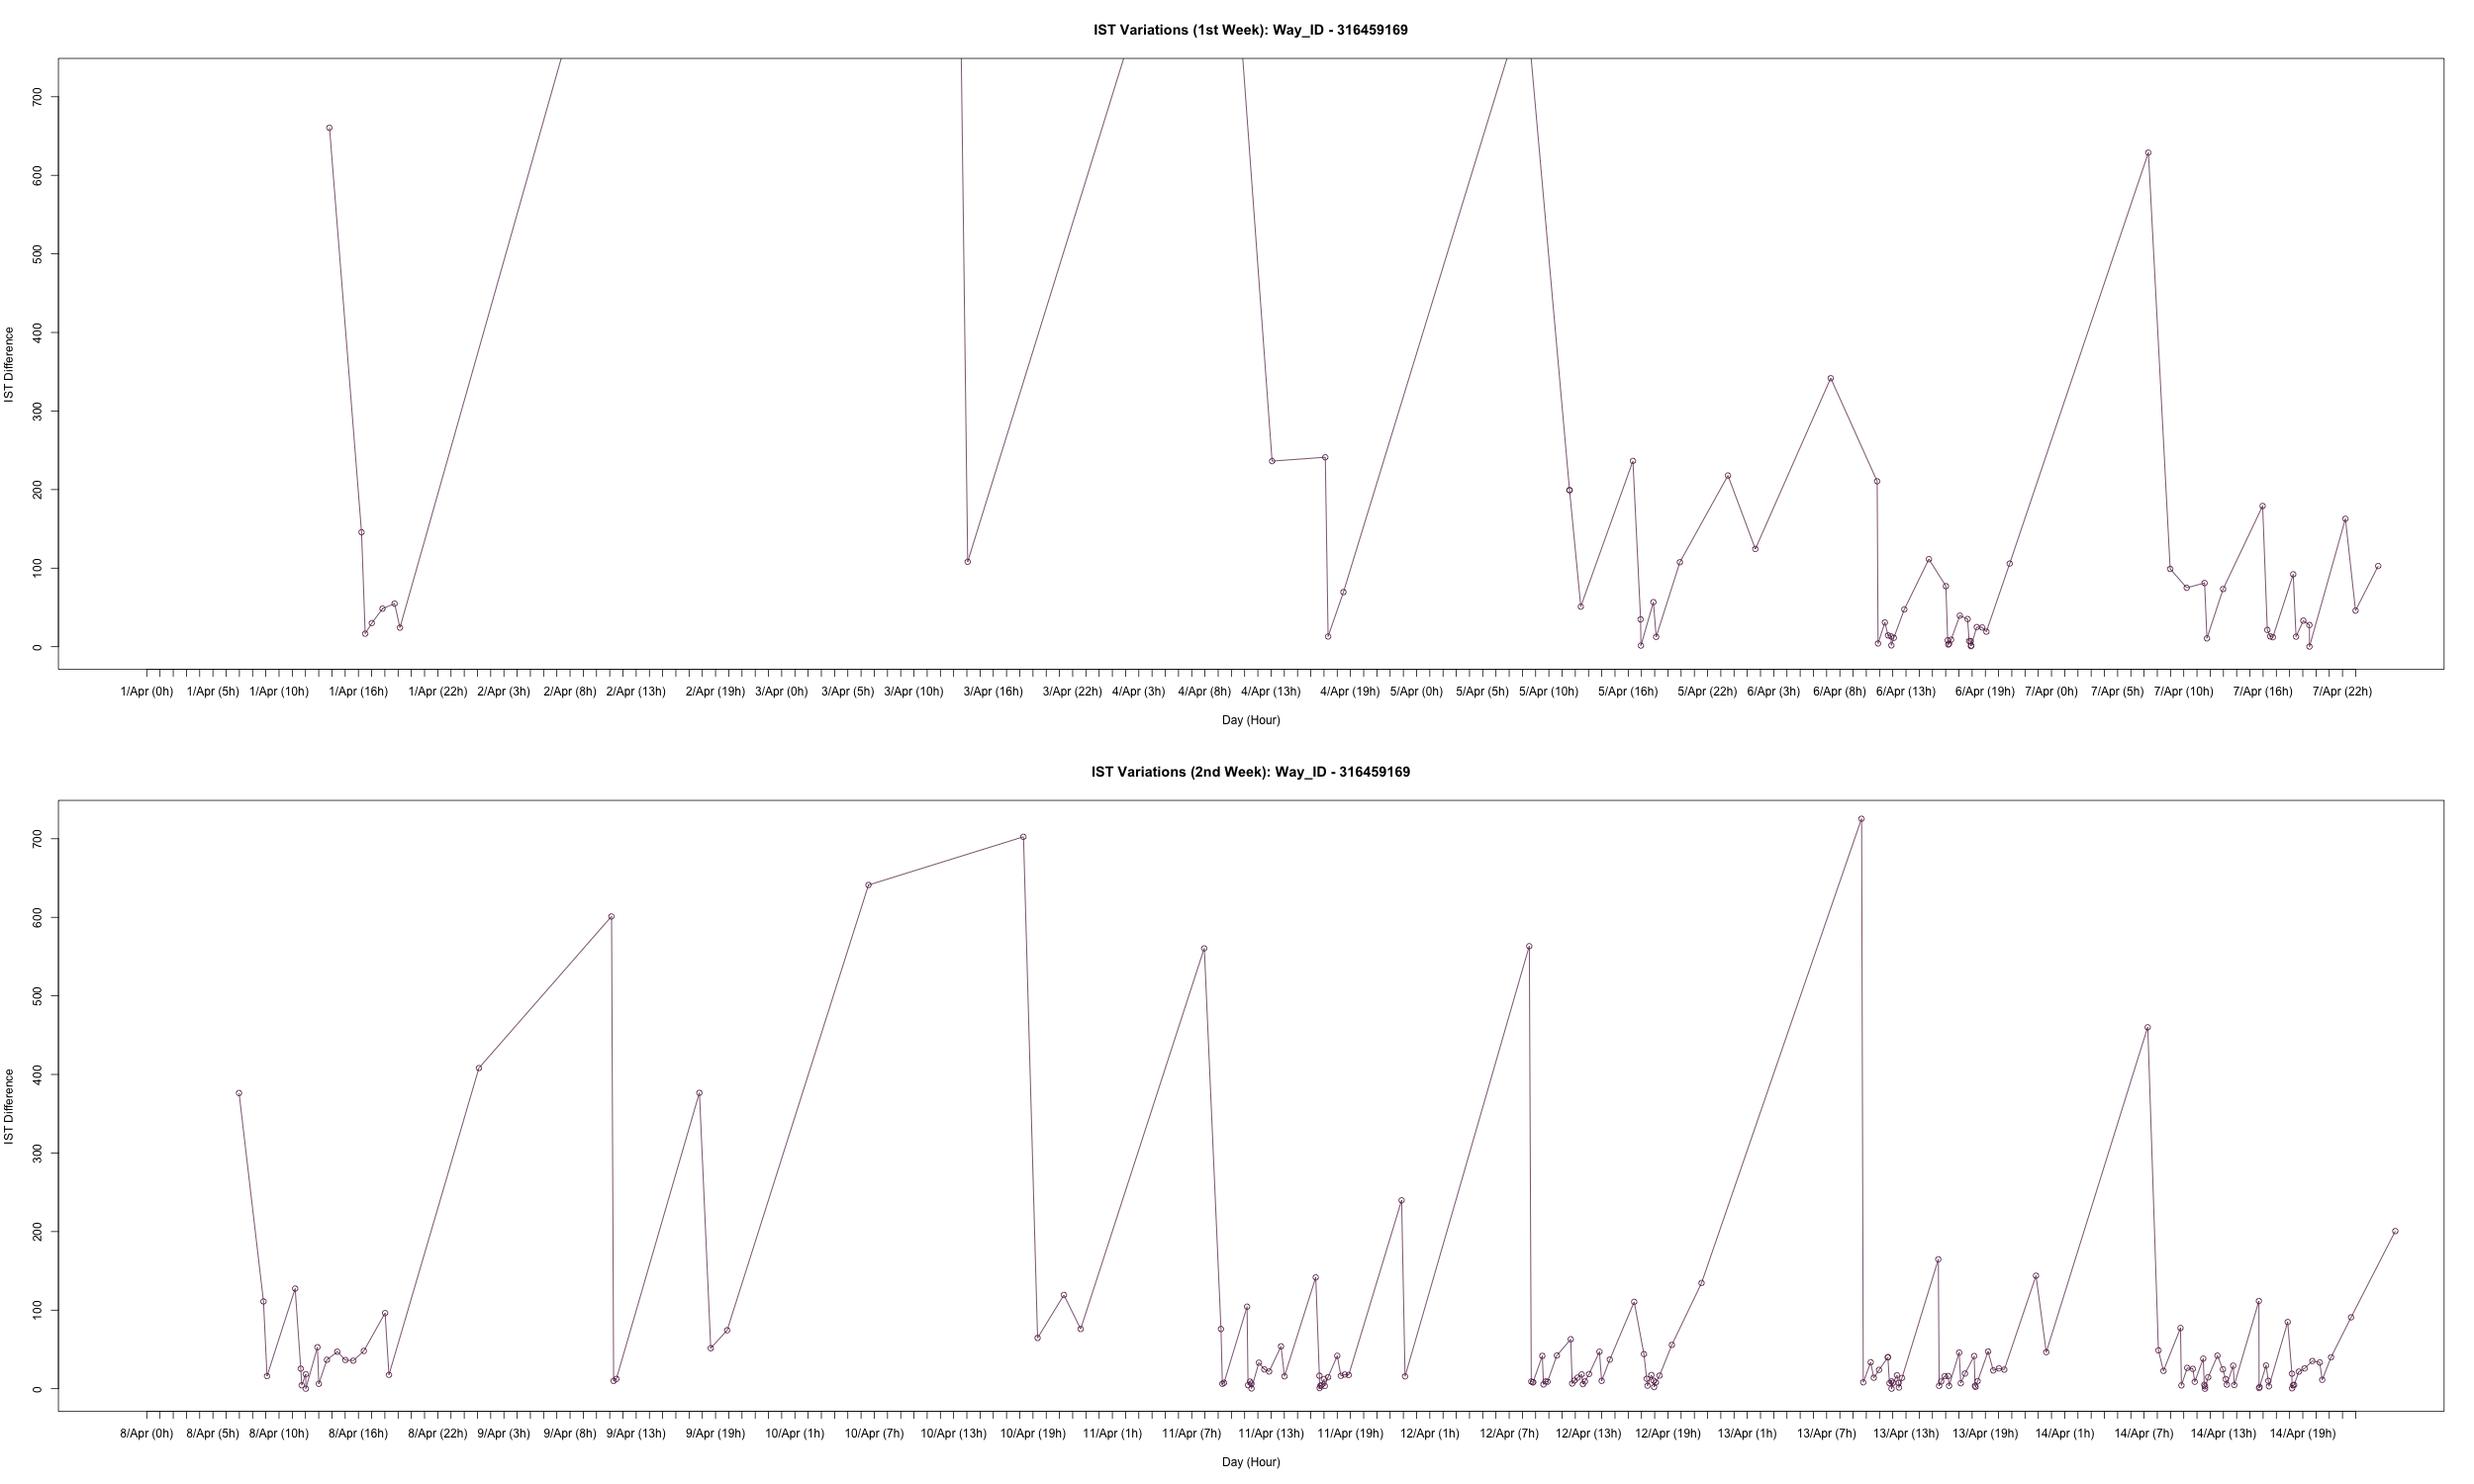 IST Variations (1st Week): Way_ID - 316459169
700
600
500
400
300
200
100
0
IST Difference
1/Apr (0h) 1/Apr (5h) 1/Apr (10h) 1/Apr (16h) 1/Apr (22h) 2/Apr (3h) 2/Apr (8h) 2/Apr (13h) 2/Apr (19h) 3/Apr (0h) 3/Apr (5h) 3/Apr (10h) 3/Apr (16h) 3/Apr (22h) 4/Apr (3h) 4/Apr (8h) 4/Apr (13h) 4/Apr (19h) 5/Apr (0h) 5/Apr (5h) 5/Apr (10h) 5/Apr (16h) 5/Apr (22h) 6/Apr (3h) 6/Apr (8h) 6/Apr (13h) 6/Apr (19h) 7/Apr (0h) 7/Apr (5h) 7/Apr (10h) 7/Apr (16h) 7/Apr (22h)
Day (Hour)
IST Variations (2nd Week): Way_ID - 316459169
700
600
500
400
300
200
100
0
IST Difference
8/Apr (0h) 8/Apr (5h) 8/Apr (10h) 8/Apr (16h) 8/Apr (22h) 9/Apr (3h) 9/Apr (8h) 9/Apr (13h) 9/Apr (19h) 10/Apr (1h) 10/Apr (7h) 10/Apr (13h) 10/Apr (19h) 11/Apr (1h) 11/Apr (7h) 11/Apr (13h) 11/Apr (19h) 12/Apr (1h) 12/Apr (7h) 12/Apr (13h) 12/Apr (19h) 13/Apr (1h) 13/Apr (7h) 13/Apr (13h) 13/Apr (19h) 14/Apr (1h) 14/Apr (7h) 14/Apr (13h) 14/Apr (19h)
Day (Hour)